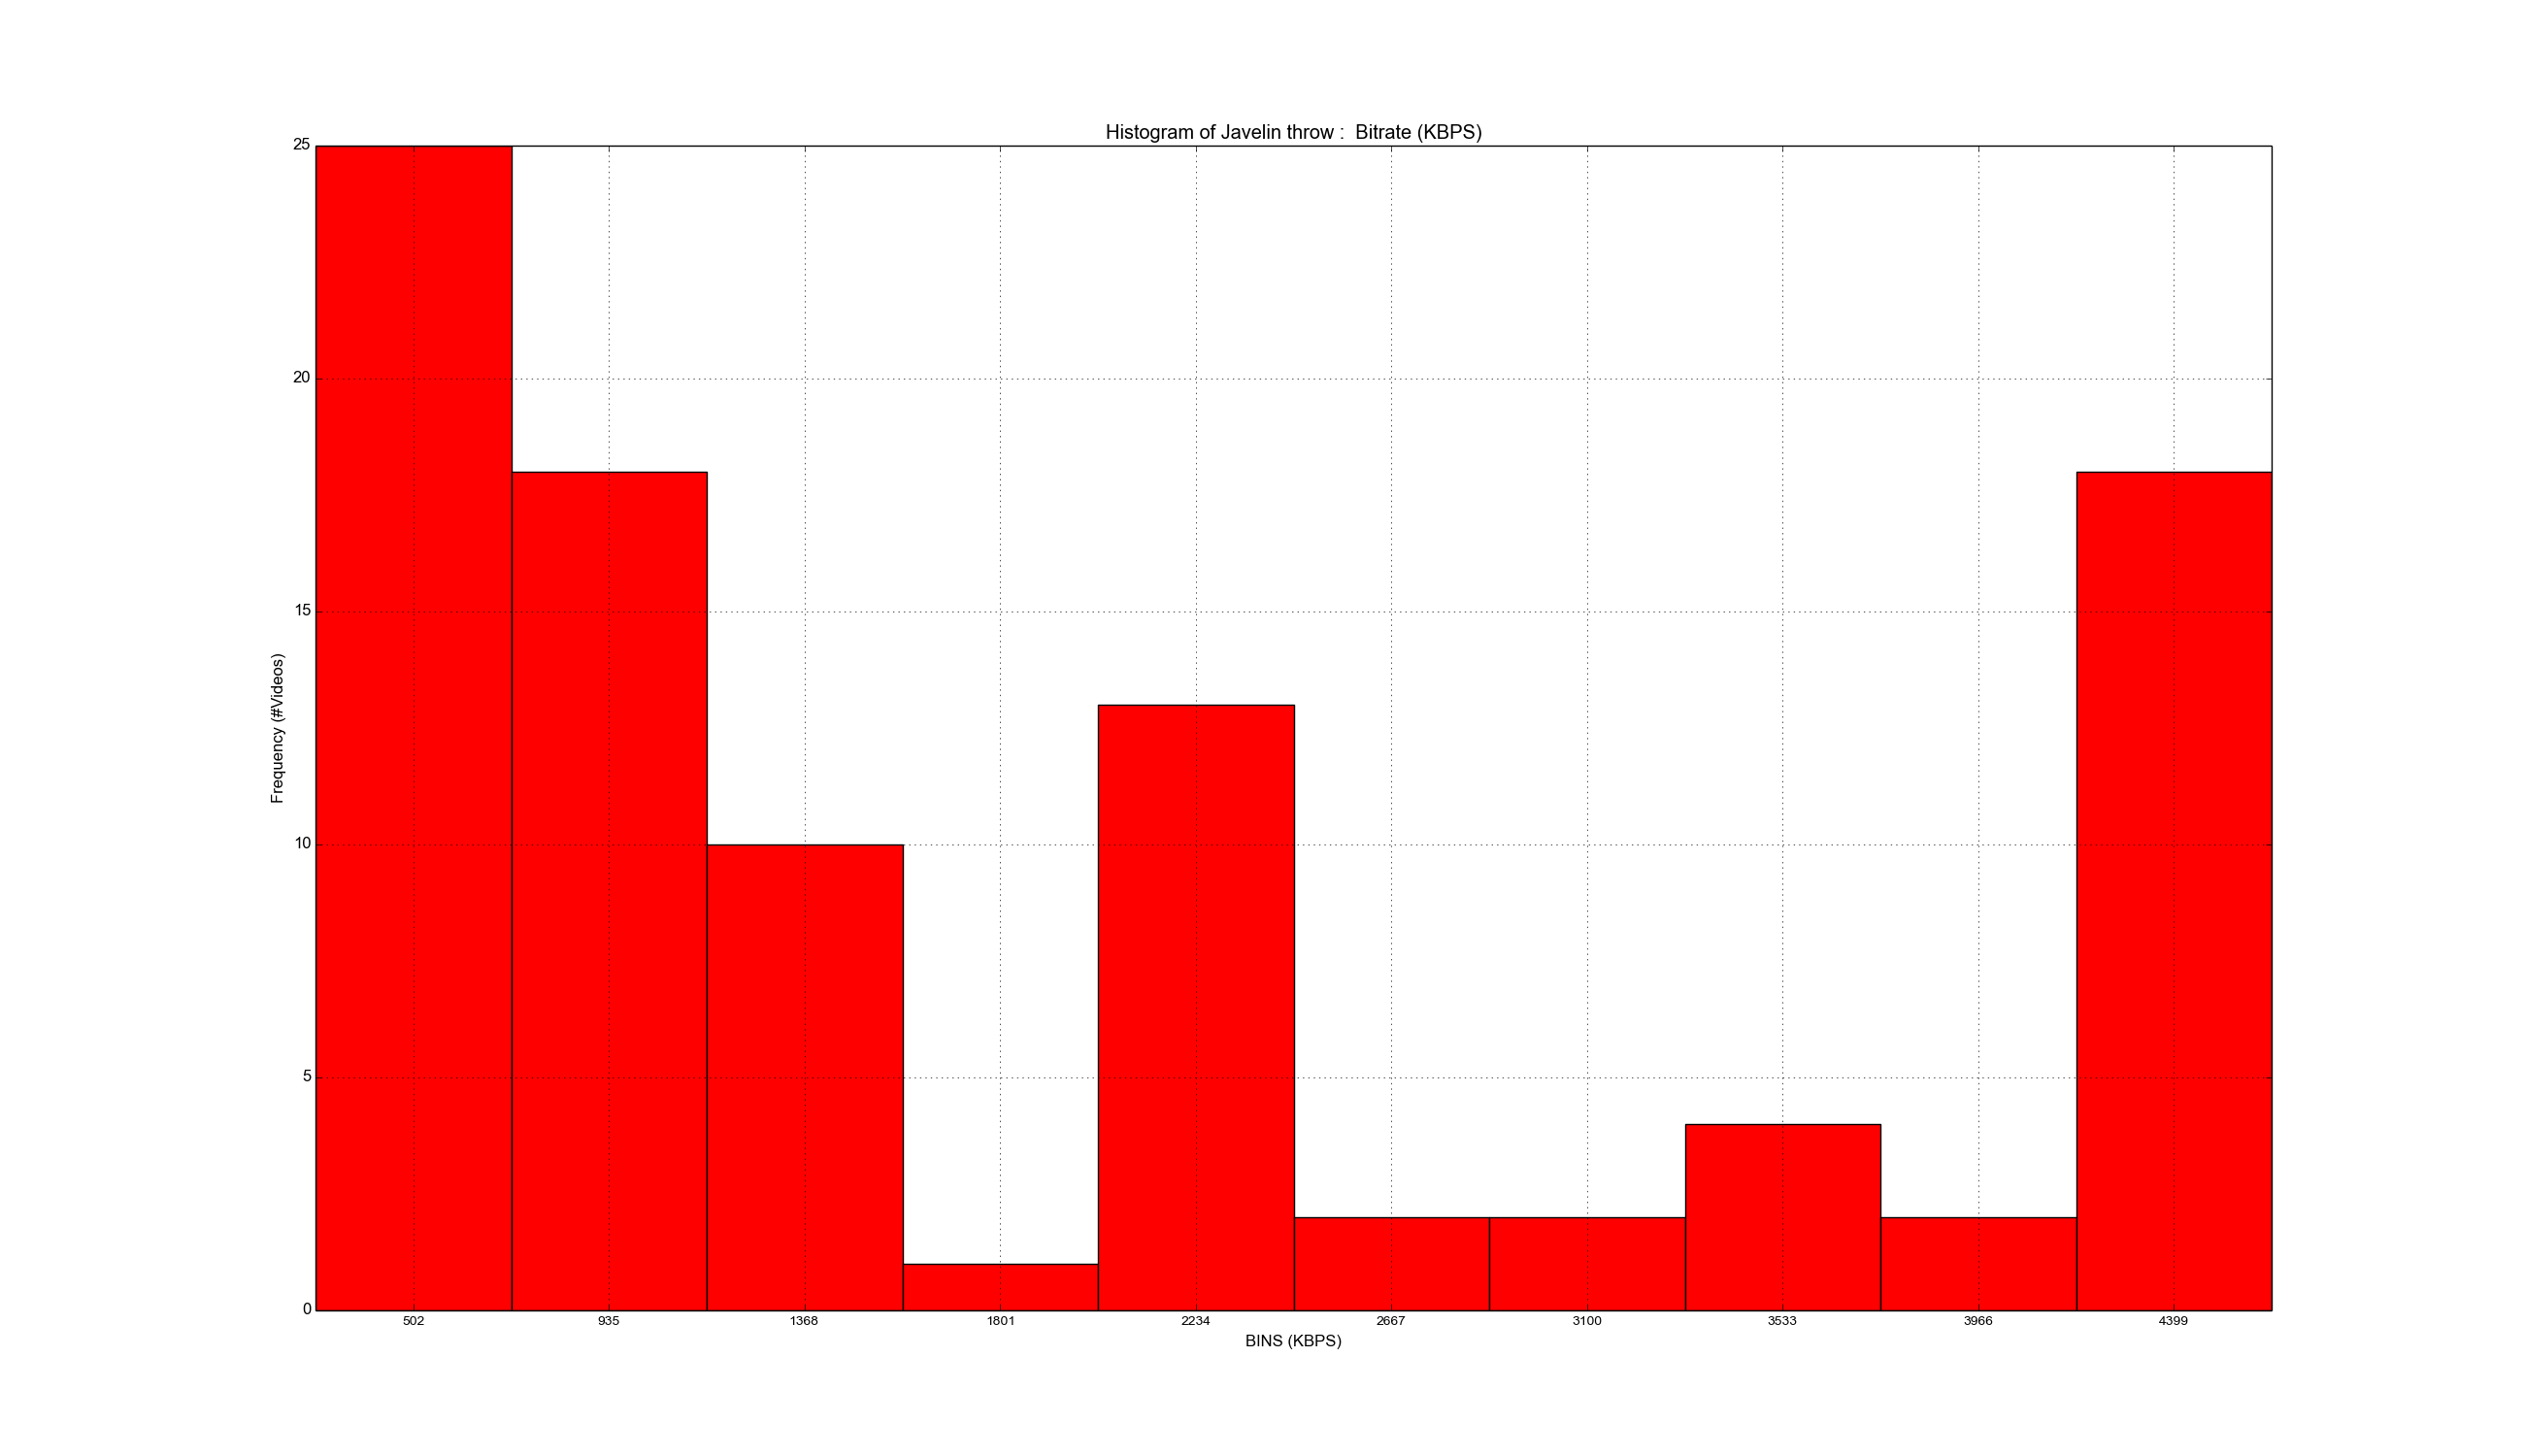 Histogram of Javelin throw :  Bitrate (KBPS)
25
20
15
10
5
0
Frequency (#Videos)
502 935 1368 1801 2234 2667 3100 3533 3966 4399
BINS (KBPS)